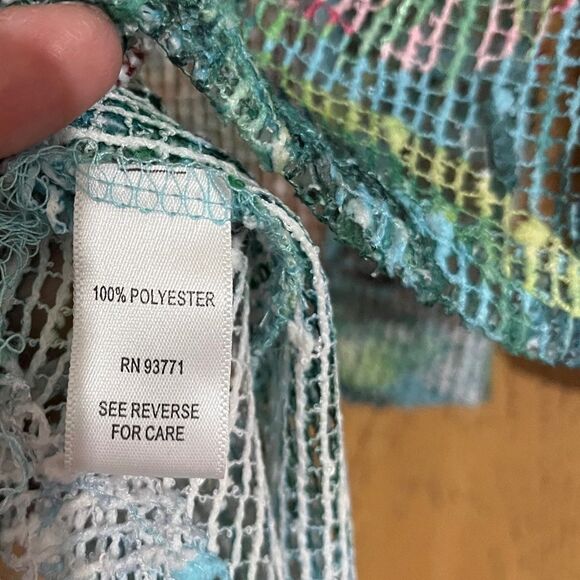 100% POLYESTER
RN 93771
SEE REVERSE
FOR CARE